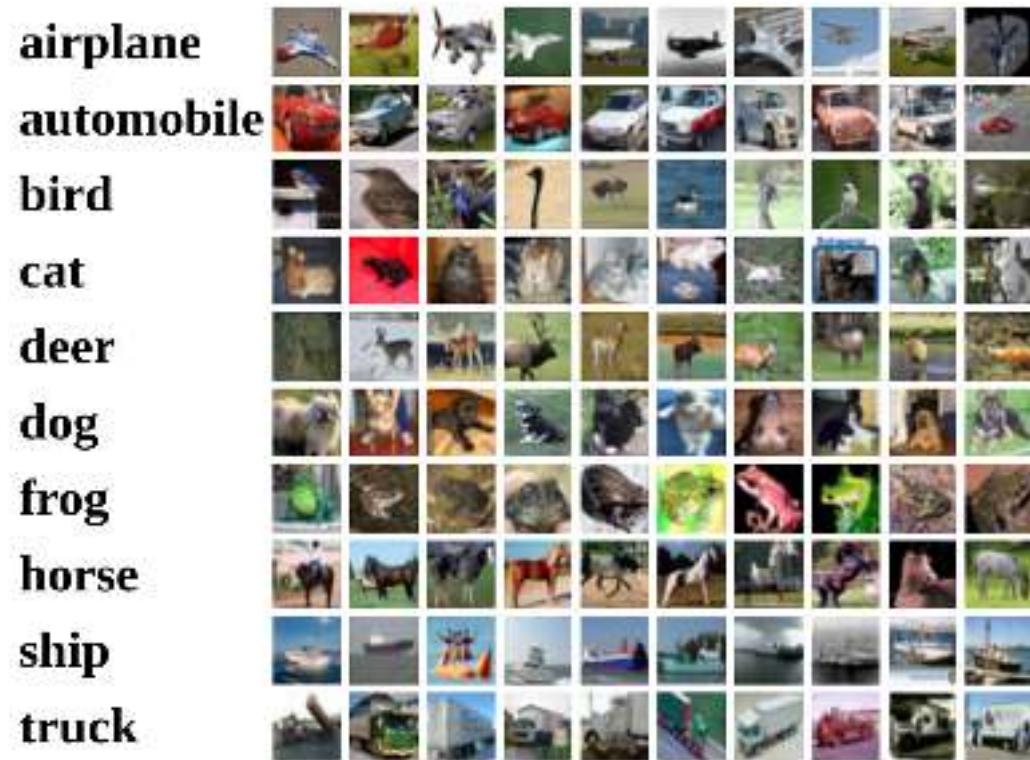 airplane
automobile
bird
cat
deer
dog
frog
horse
ship
truck